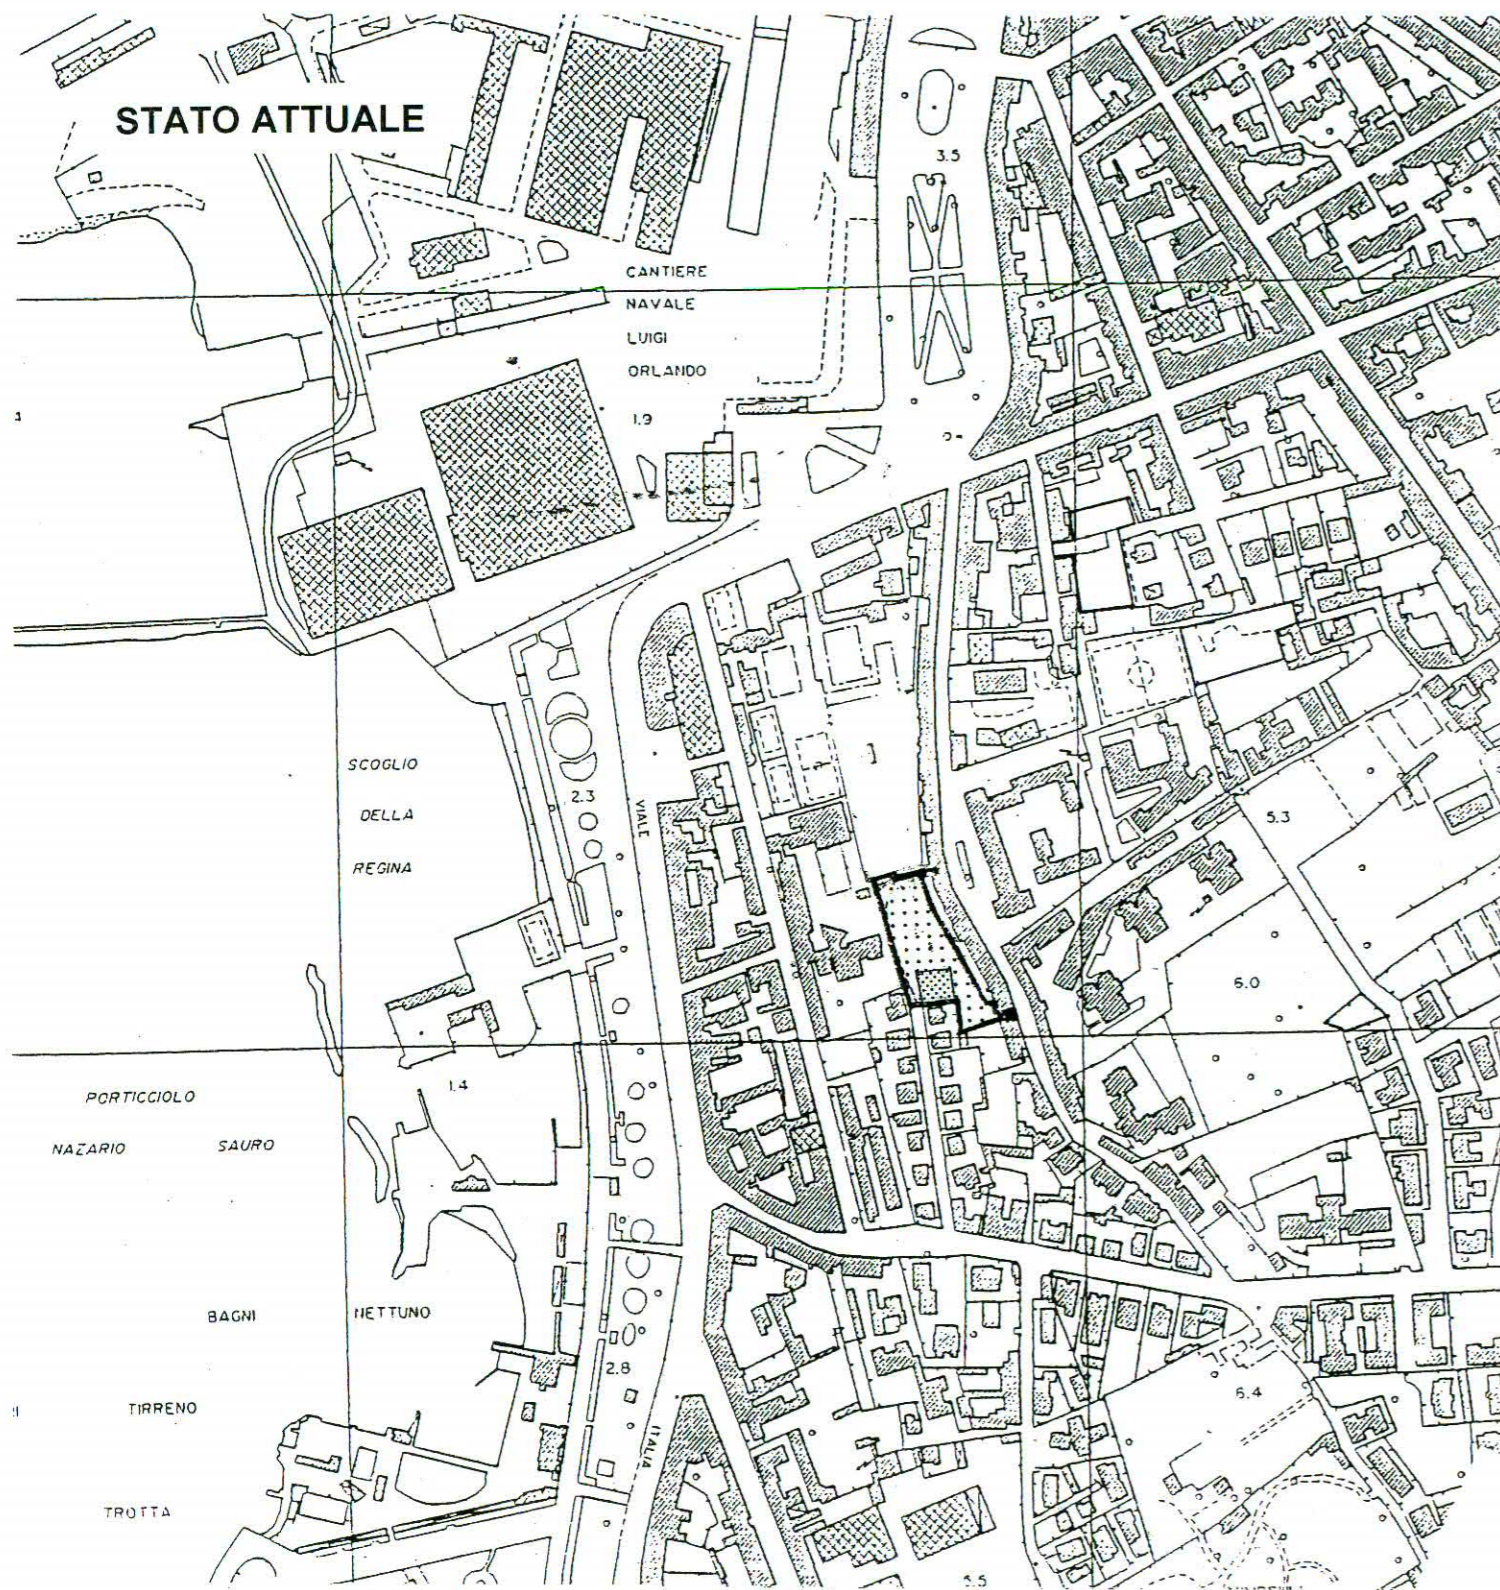 STATO ATTUALE
3.5
CANTIERE
NAVALE
LUIGI
ORLANDO
1.9
SCOGLIO
DELLA
REGINA
2.3
VIALE
5.3
6.0
1.4
PORTICCIOLO
NAZARIO SAURO
BAGNI NETTUNO
2.8
TIRRENO
6.4
ITALIA
TROTTA
5.5